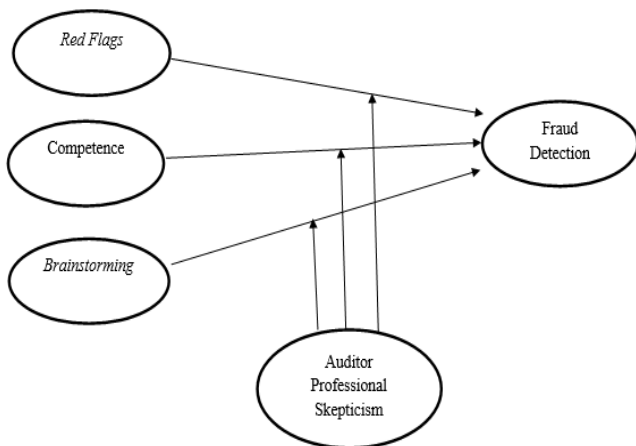 Red Flags
Competence
Brainstorming
Fraud
Detection
Auditor
Professional
Skepticism